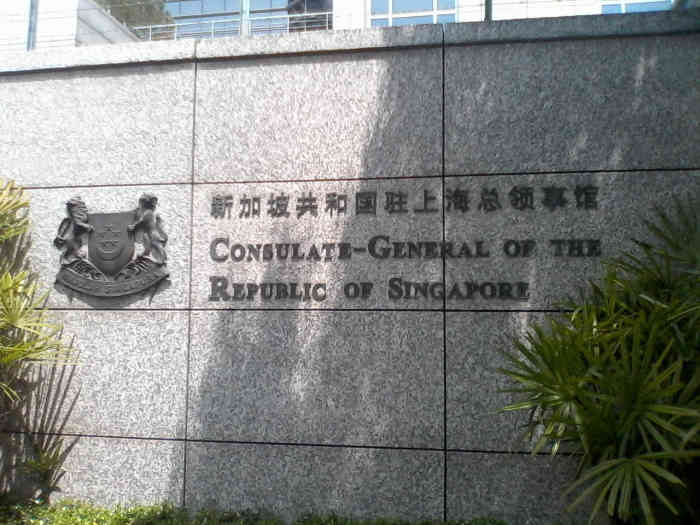 新加坡共和国驻上海总领事馆
CONSULATE-GENERAL OF THE
REPUBLIC OF SINGAPORE